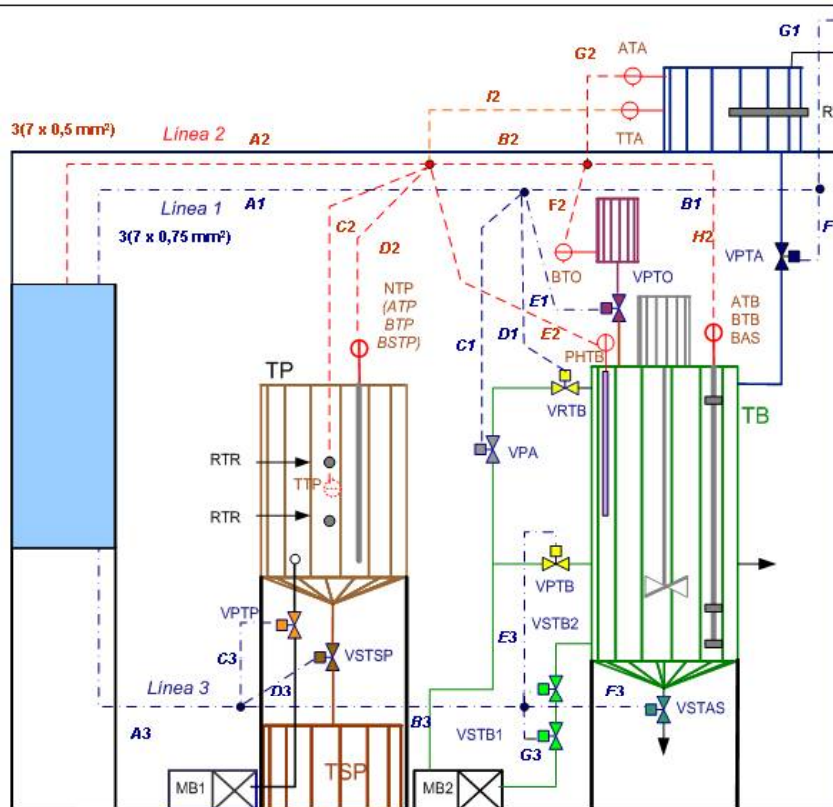 G1
ATA
G2
I2
TTA
R
3(7 x 0,5 mm²)
Línea 2
A2
B2
Línea 1
A1
B1
3(7 x 0,75 mm²)
C2
F2
H2
F
D2
BTO
VPTO
VPTA
NTP
(ATP
BTP
BSTP)
E1
ATB
BTB
BAS
C1
D1
E2
PHTB
TP
VRTB
TB
VPA
RTR
TTP
RTR
VPTB
VPTP
VSTB2
E3
C3
VSTSP
Línea 3
D3
F3
A3
B3
VSTB1
VSTAS
G3
TSP
MB1
MB2